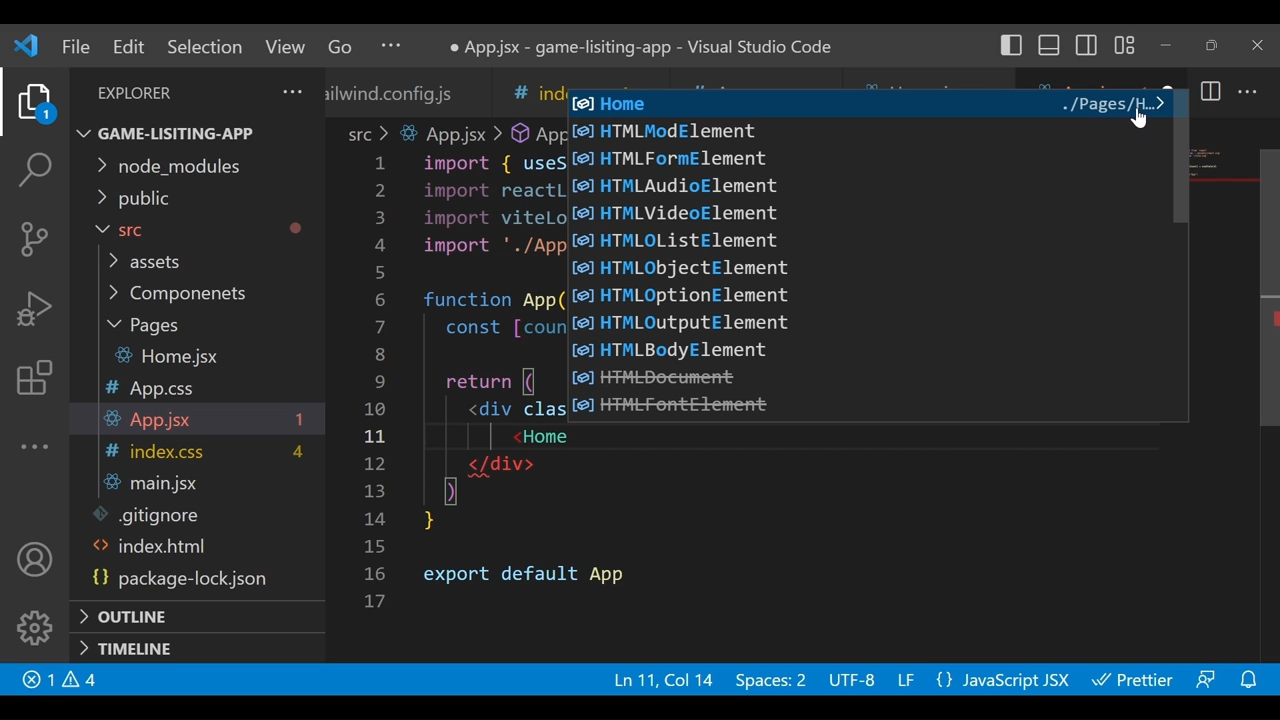 File Edit Selection View Go ··· ● App.jsx - game-lisiting-app - Visual Studio Code
EXPLORER ···
ailwind.config.js # ind
GAME-LISITING-APP
node_modules
public
src
assets
Componenets
Pages
Home.jsx
# App.css
App.jsx 1
# index.css 4
main.jsx
.gitignore
<> index.html
{} package-lock.json
OUTLINE
TIMELINE
1
src > App.jsx > App
1 import { useS
2 import reactL
3 import viteLo
4 import './App
5
6 function App(
7 const [coun
8
9 return (
10 <div clas
11 <Home
12 </div>
13 )
14 }
15
16 export default App
17
Home ./Pages/H...>
HTMLModElement
HTMLFormElement
HTMLAudioElement
HTMLVideoElement
HTMLOListElement
HTMLObjectElement
HTMLOptionElement
HTMLOutputElement
HTMLBodyElement
HTMLDocument
HTMLFontElement
1 4 Ln 11, Col 14 Spaces: 2 UTF-8 LF {} JavaScript JSX Prettier